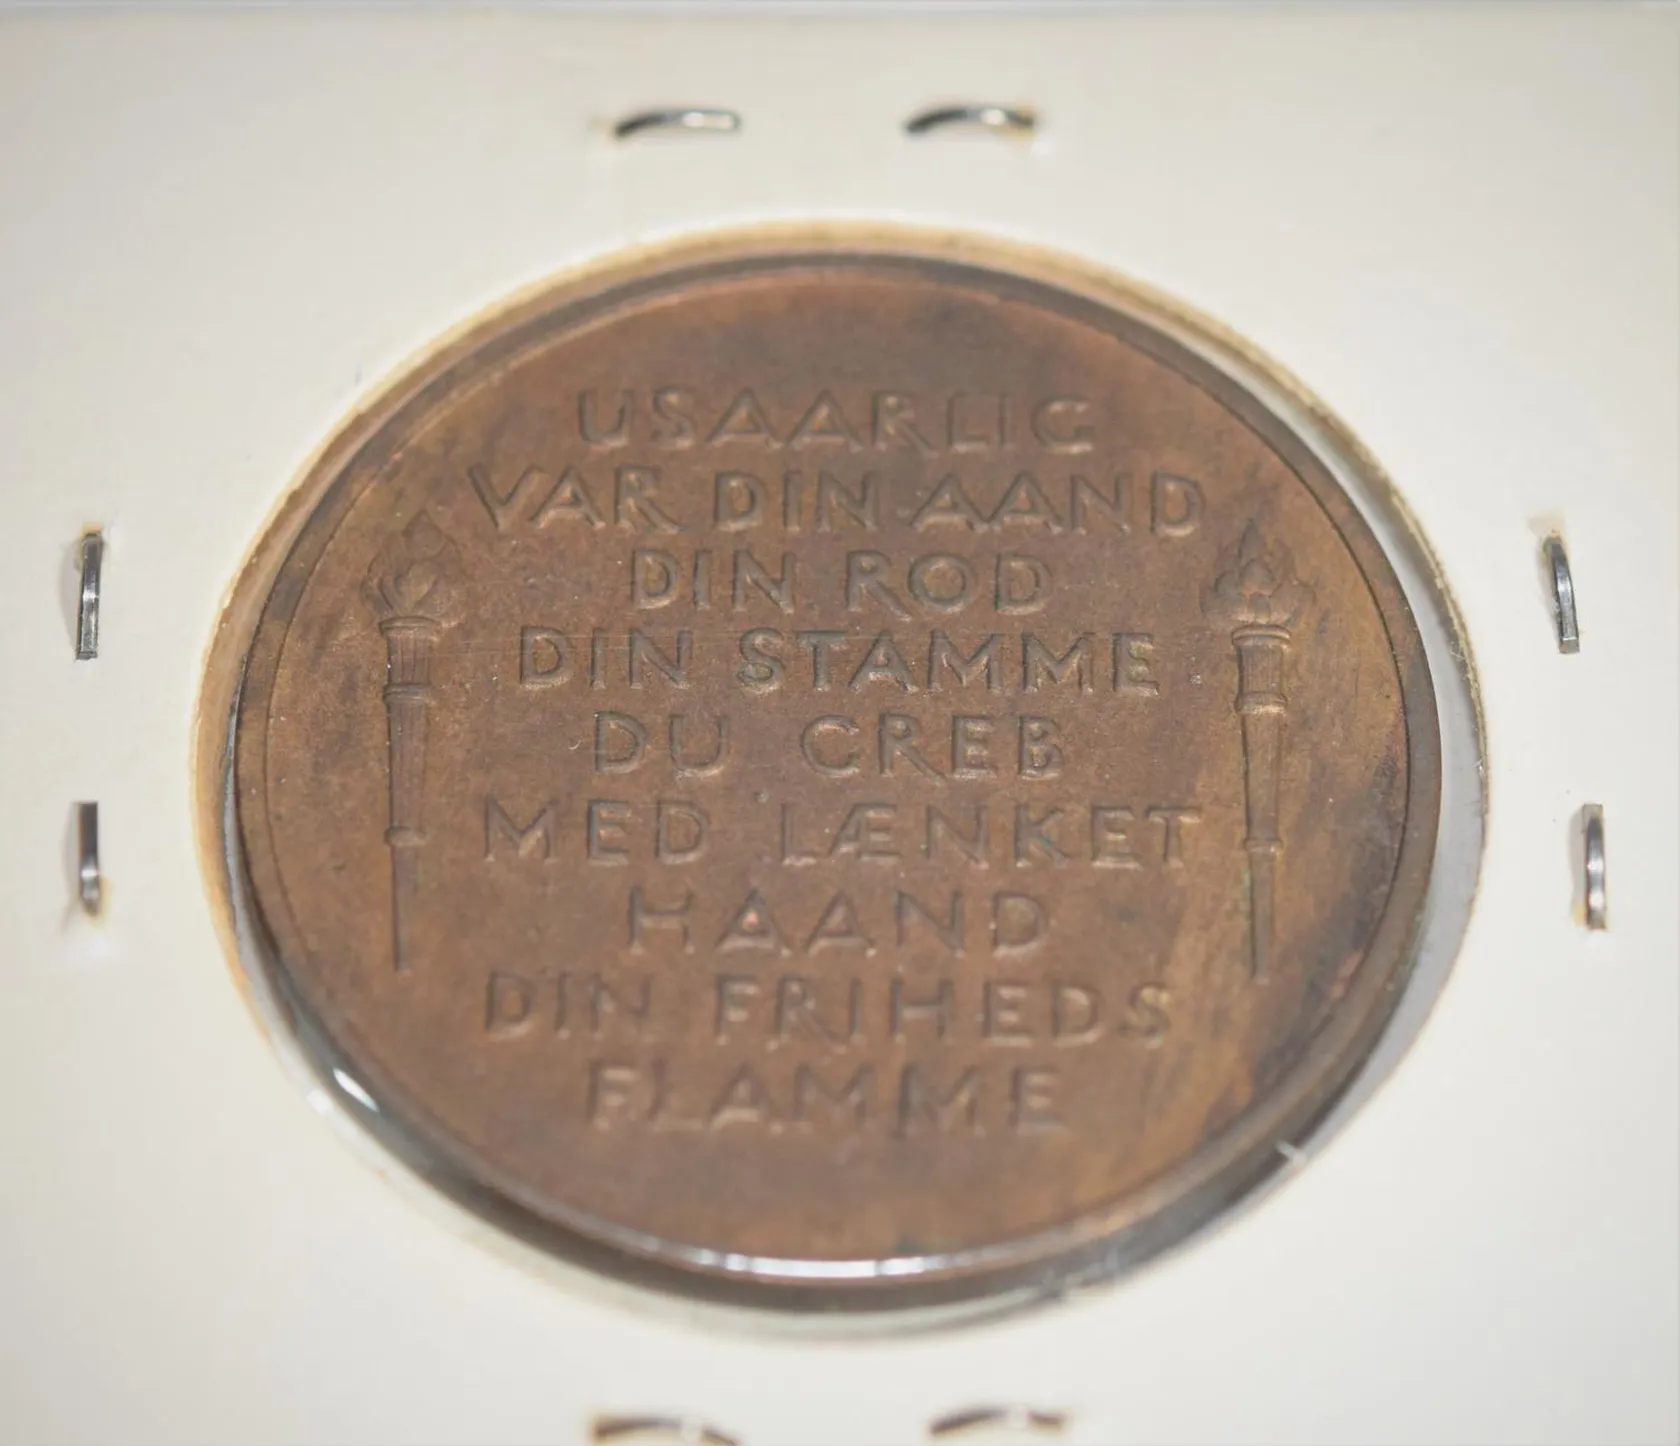 USAARLIG
VAR DIN AAND
DIN ROD
DIN STAMME
DU GREB
MED LÆNKET
HAAND
DIN FRIHEDS
FLAMME